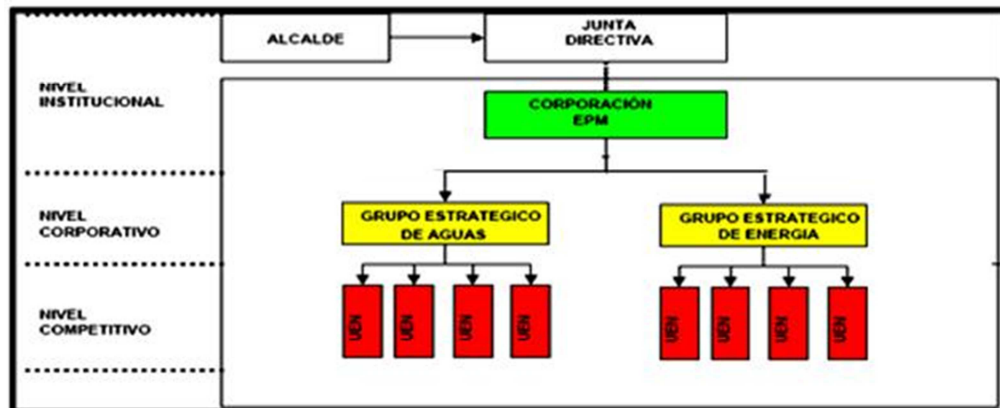 ALCALDE
JUNTA
DIRECTIVA
NIVEL
INSTITUCIONAL
CORPORACIÓN
EPM
NIVEL
CORPORATIVO
GRUPO ESTRATEGICO
DE AGUAS
GRUPO ESTRATEGICO
DE ENERGIA
NIVEL
COMPETITIVO
UEN
UEN
UEN
UEN
UEN
UEN
UEN
UEN